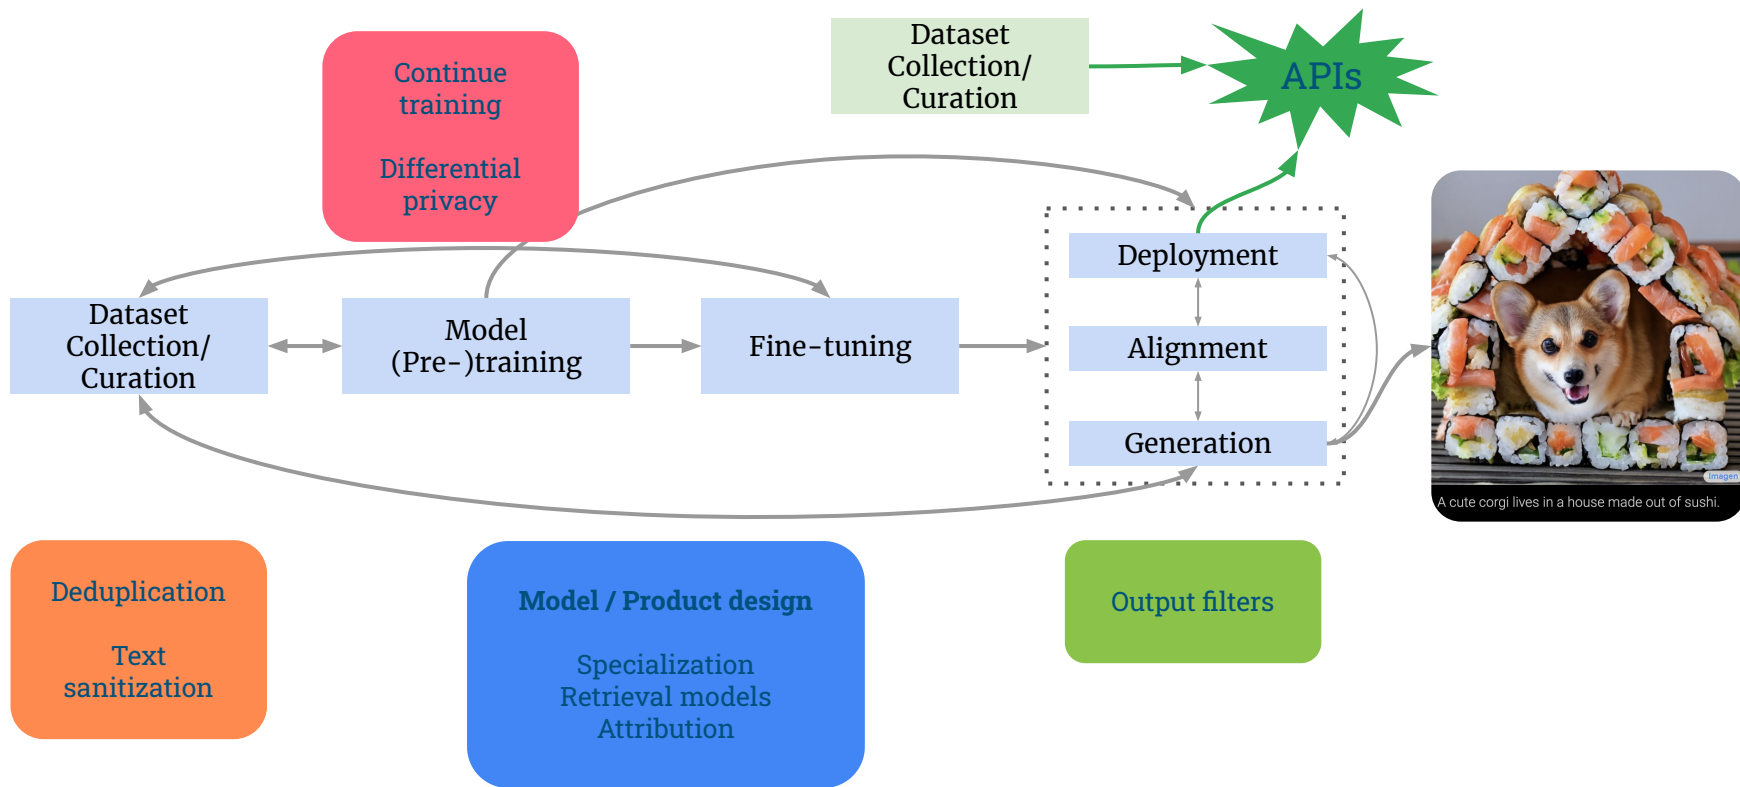 Continue
training
Differential
privacy
Dataset
Collection/
Curation
APIs
Dataset
Collection/
Curation
Model
(Pre-)training
Fine-tuning
Deployment
Alignment
Generation
Imagen
A cute corgi lives in a house made out of sushi.
Deduplication
Text
sanitization
Model / Product design
Specialization
Retrieval models
Attribution
Output filters